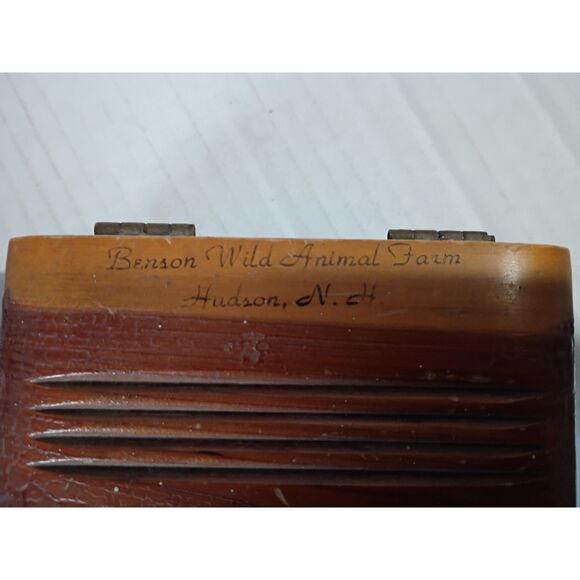 Benson Wild Animal Farm
Hudson, N. H.